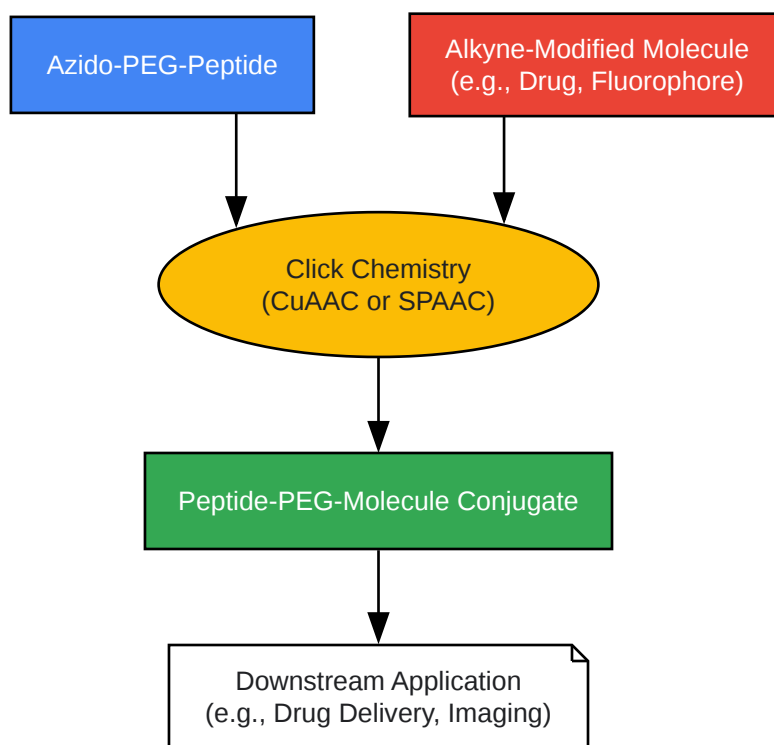 Azido-PEG-Peptide
Alkyne-Modified Molecule
(e.g., Drug, Fluorophore)
Click Chemistry
(CuAAC or SPAAC)
Peptide-PEG-Molecule Conjugate
Downstream Application
(e.g., Drug Delivery, Imaging)